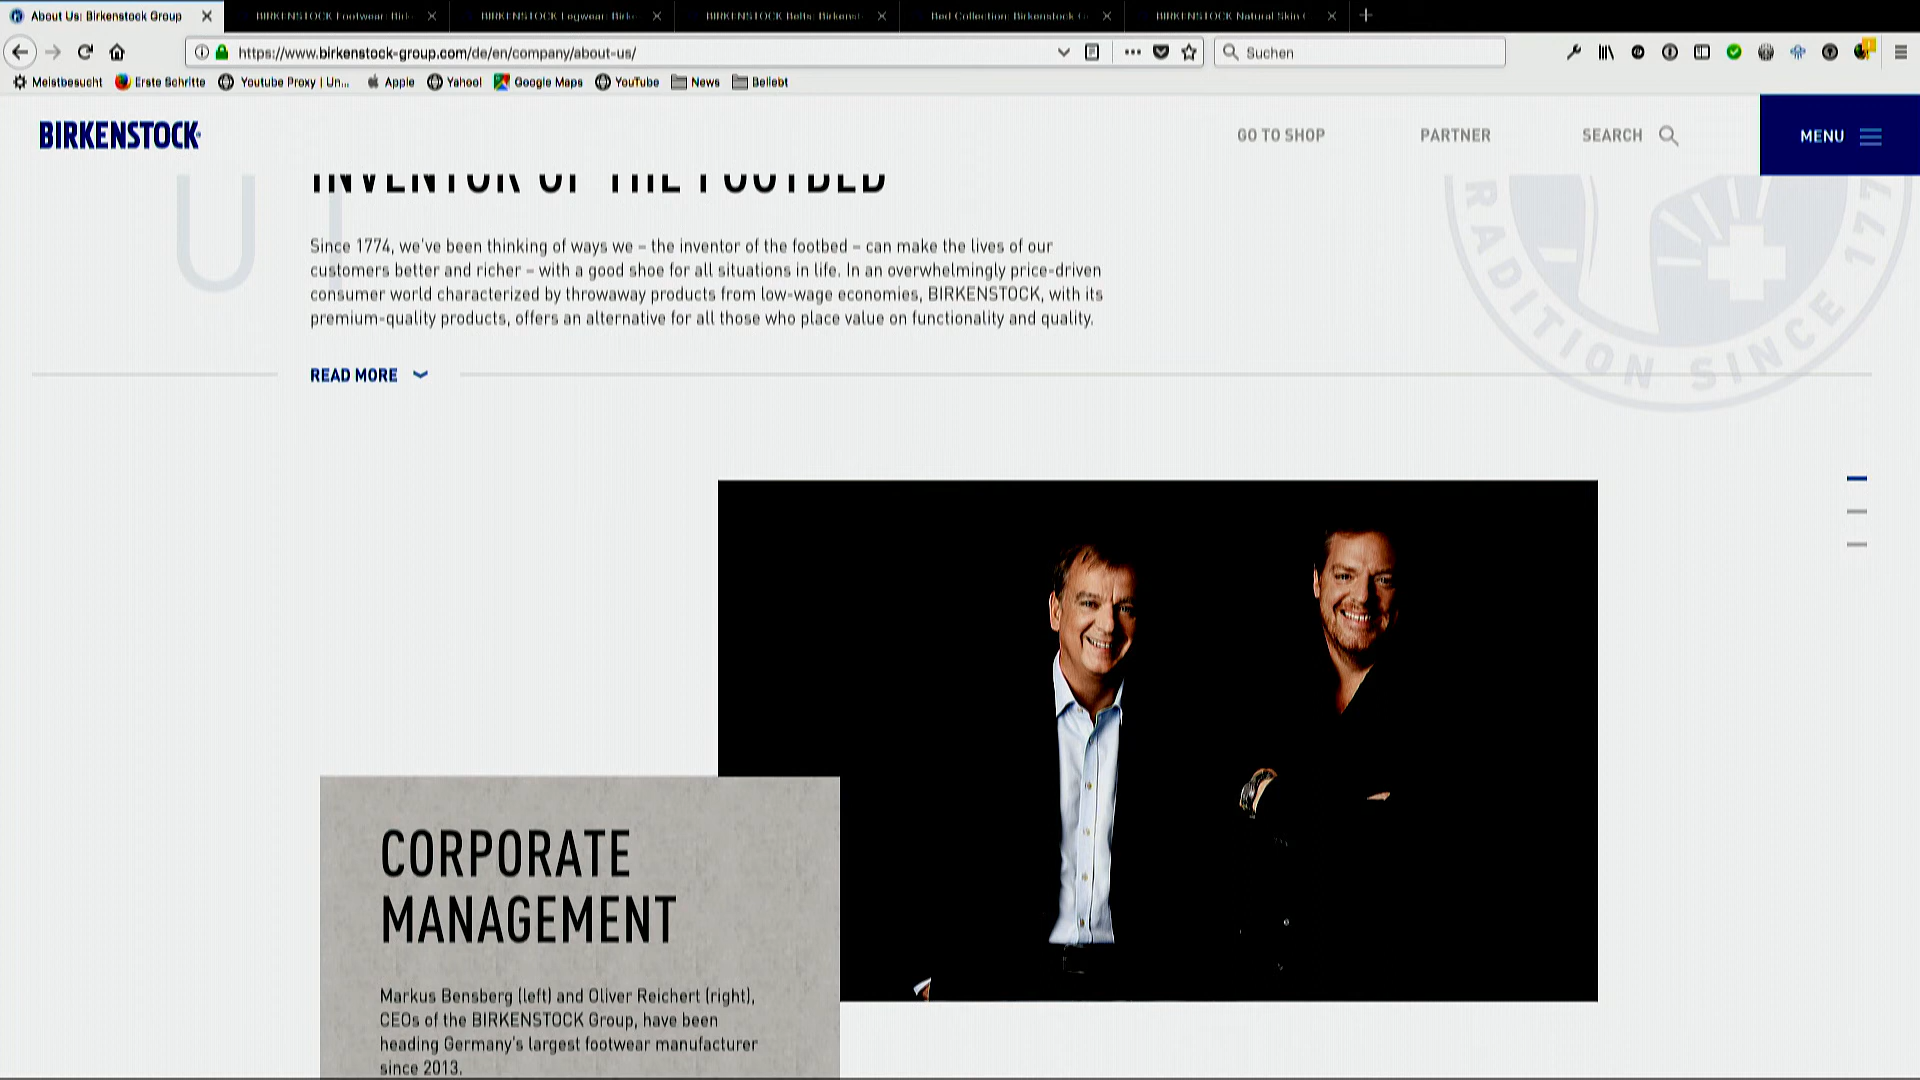 About Us: Birkenstock Group
BIRKENSTOCK Footwear: Birk
BIRKENSTOCK Legwear: Birke
BIRKENSTOCK Belts: Birkenst
Bed Collection: Birkenstock G
BIRKENSTOCK Natural Skin C
https://www.birkenstock-group.com/de/en/company/about-us/
Suchen
Meistbesucht
Erste Schritte
Youtube Proxy | Un...
Apple
Yahoo!
Google Maps
YouTube
News
Beliebt
BIRKENSTOCK
GO TO SHOP
PARTNER
SEARCH
MENU
INVENTOR OF THE FOOTBED
Since 1774, we've been thinking of ways we – the inventor of the footbed – can make the lives of our
customers better and richer – with a good shoe for all situations in life. In an overwhelmingly price-driven
consumer world characterized by throwaway products from low-wage economies, BIRKENSTOCK, with its
premium-quality products, offers an alternative for all those who place value on functionality and quality.
RADITION SINCE 177
READ MORE
CORPORATE
MANAGEMENT
Markus Bensberg (left) and Oliver Reichert (right),
CEOs of the BIRKENSTOCK Group, have been
heading Germany's largest footwear manufacturer
since 2013.